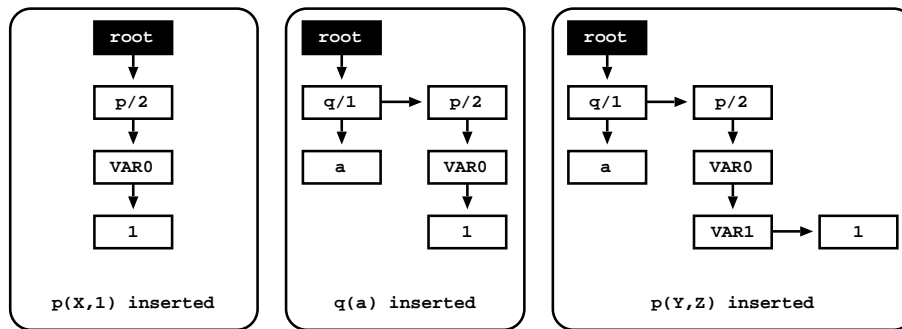 root
p/2
VAR0
1
p(X,1) inserted
root
q/1 p/2
a VAR0
1
q(a) inserted
root
q/1 p/2
a VAR0
VAR1 1
p(Y,Z) inserted